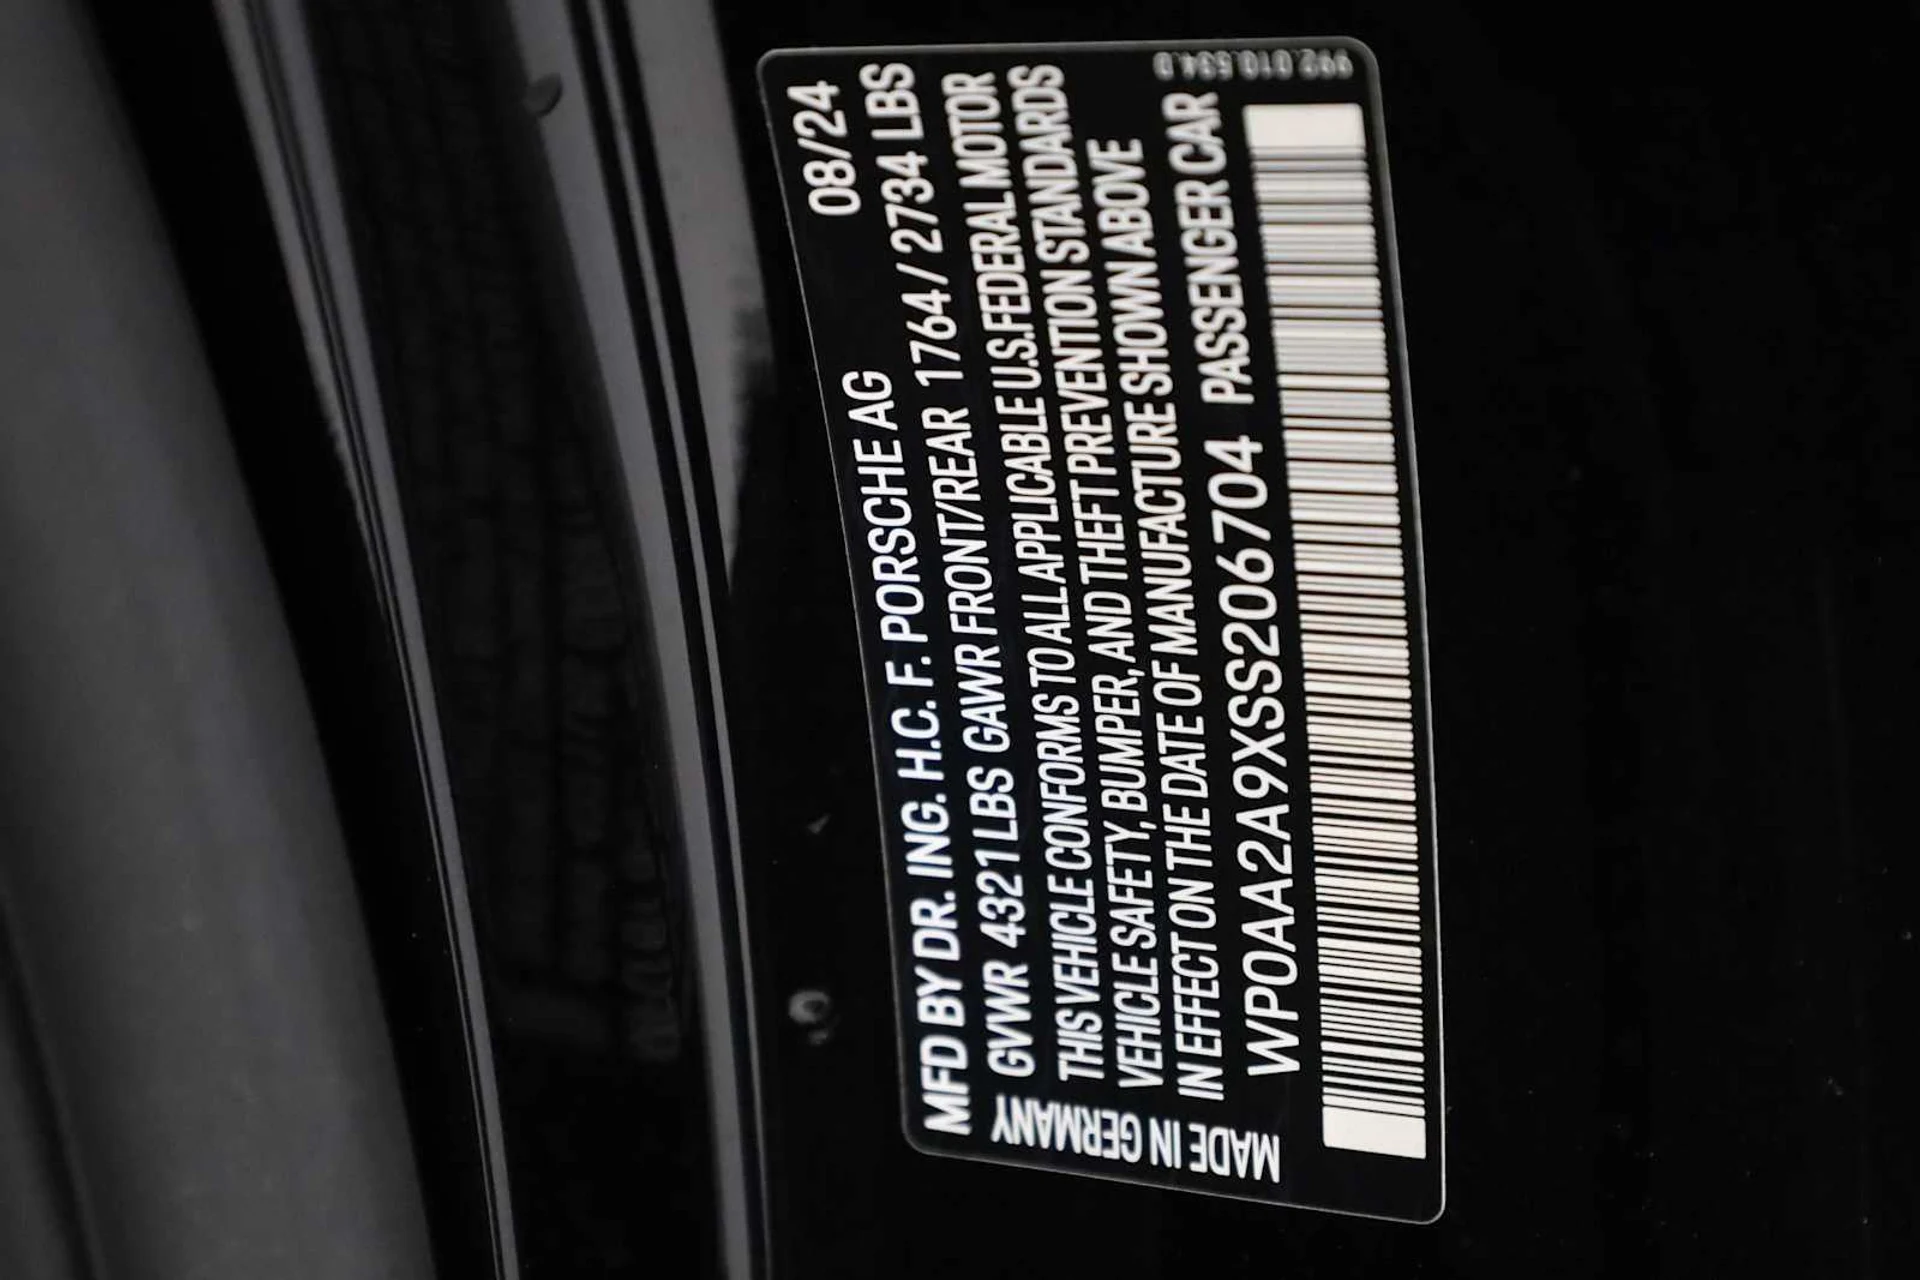 MFD BY DR. ING. H.C. F. PORSCHE AG 08/24
GVWR 4321 LBS GAWR FRONT/REAR 1764/2734 LBS
THIS VEHICLE CONFORMS TO ALL APPLICABLE U.S.FEDERAL MOTOR
VEHICLE SAFETY, BUMPER, AND THEFT PREVENTION STANDARDS
IN EFFECT ON THE DATE OF MANUFACTURE SHOWN ABOVE
WP0AA2A9XSS206704 PASSENGER CAR
MADE IN GERMANY
992.010.534.D